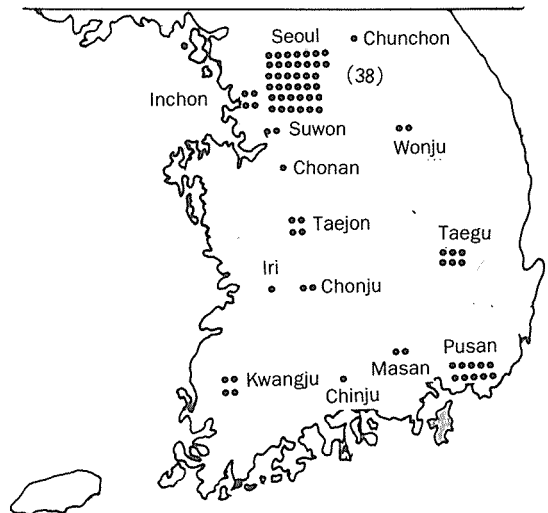 Seoul
Chunchon
(38)
Inchon
Suwon
Wonju
Chonan
Taejon
Taegu
Iri
Chonju
Pusan
Masan
Kwangju
Chinju